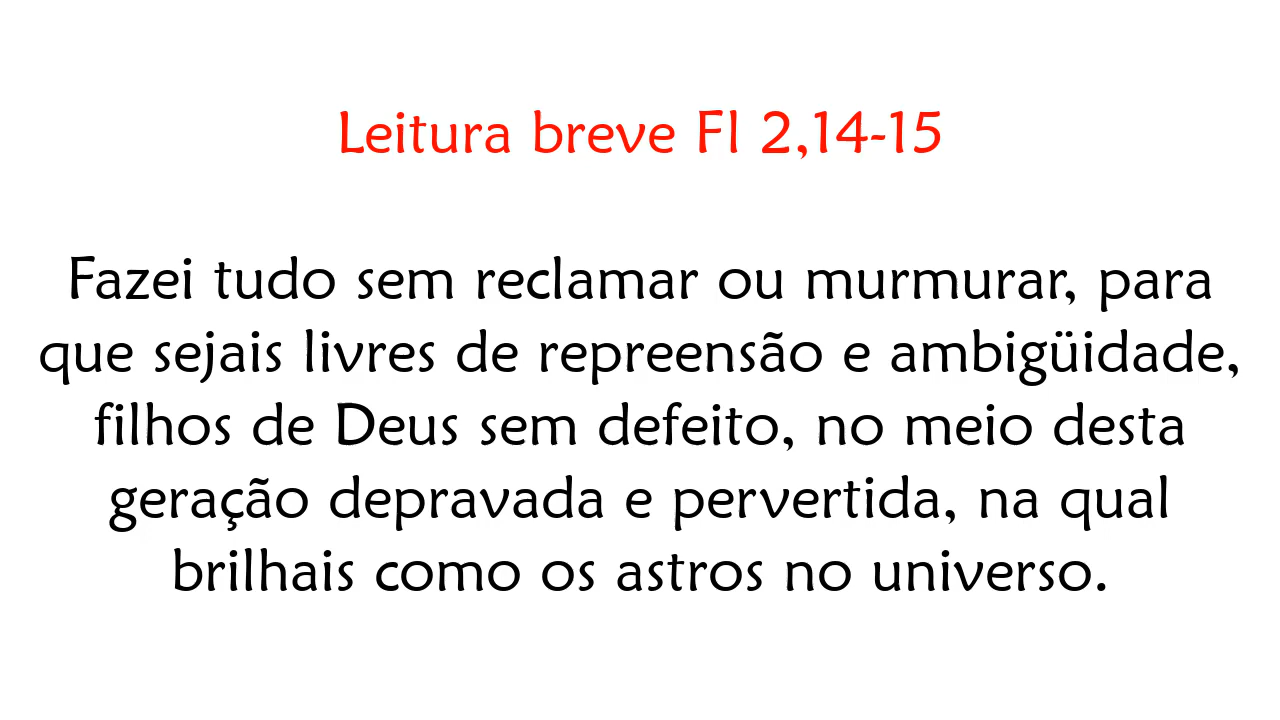 Leitura breve Fl 2,14-15
Fazei tudo sem reclamar ou murmurar, para
que sejais livres de repreensão e ambigüidade,
filhos de Deus sem defeito, no meio desta
geração depravada e pervertida, na qual
brilhais como os astros no universo.